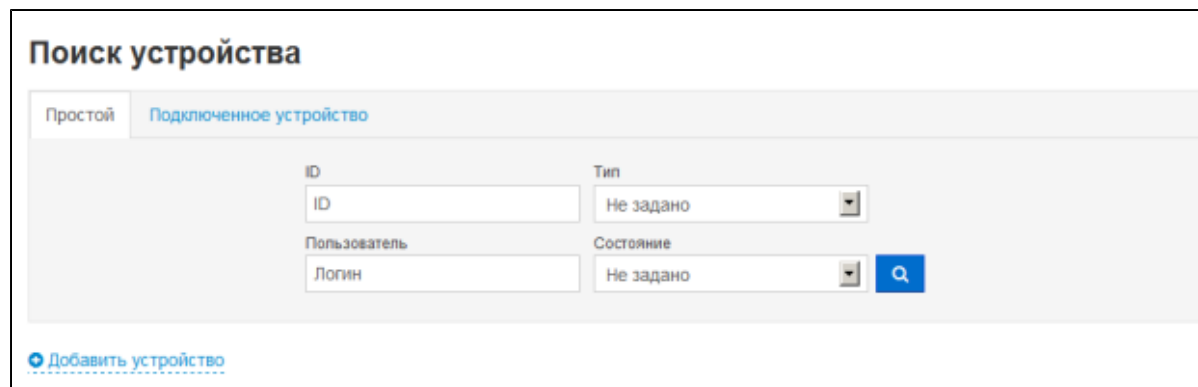 Поиск устройства
Простой Подключенное устройство
ID Тип
ID Не задано
Пользователь Состояние
Логин Не задано
Добавить устройство